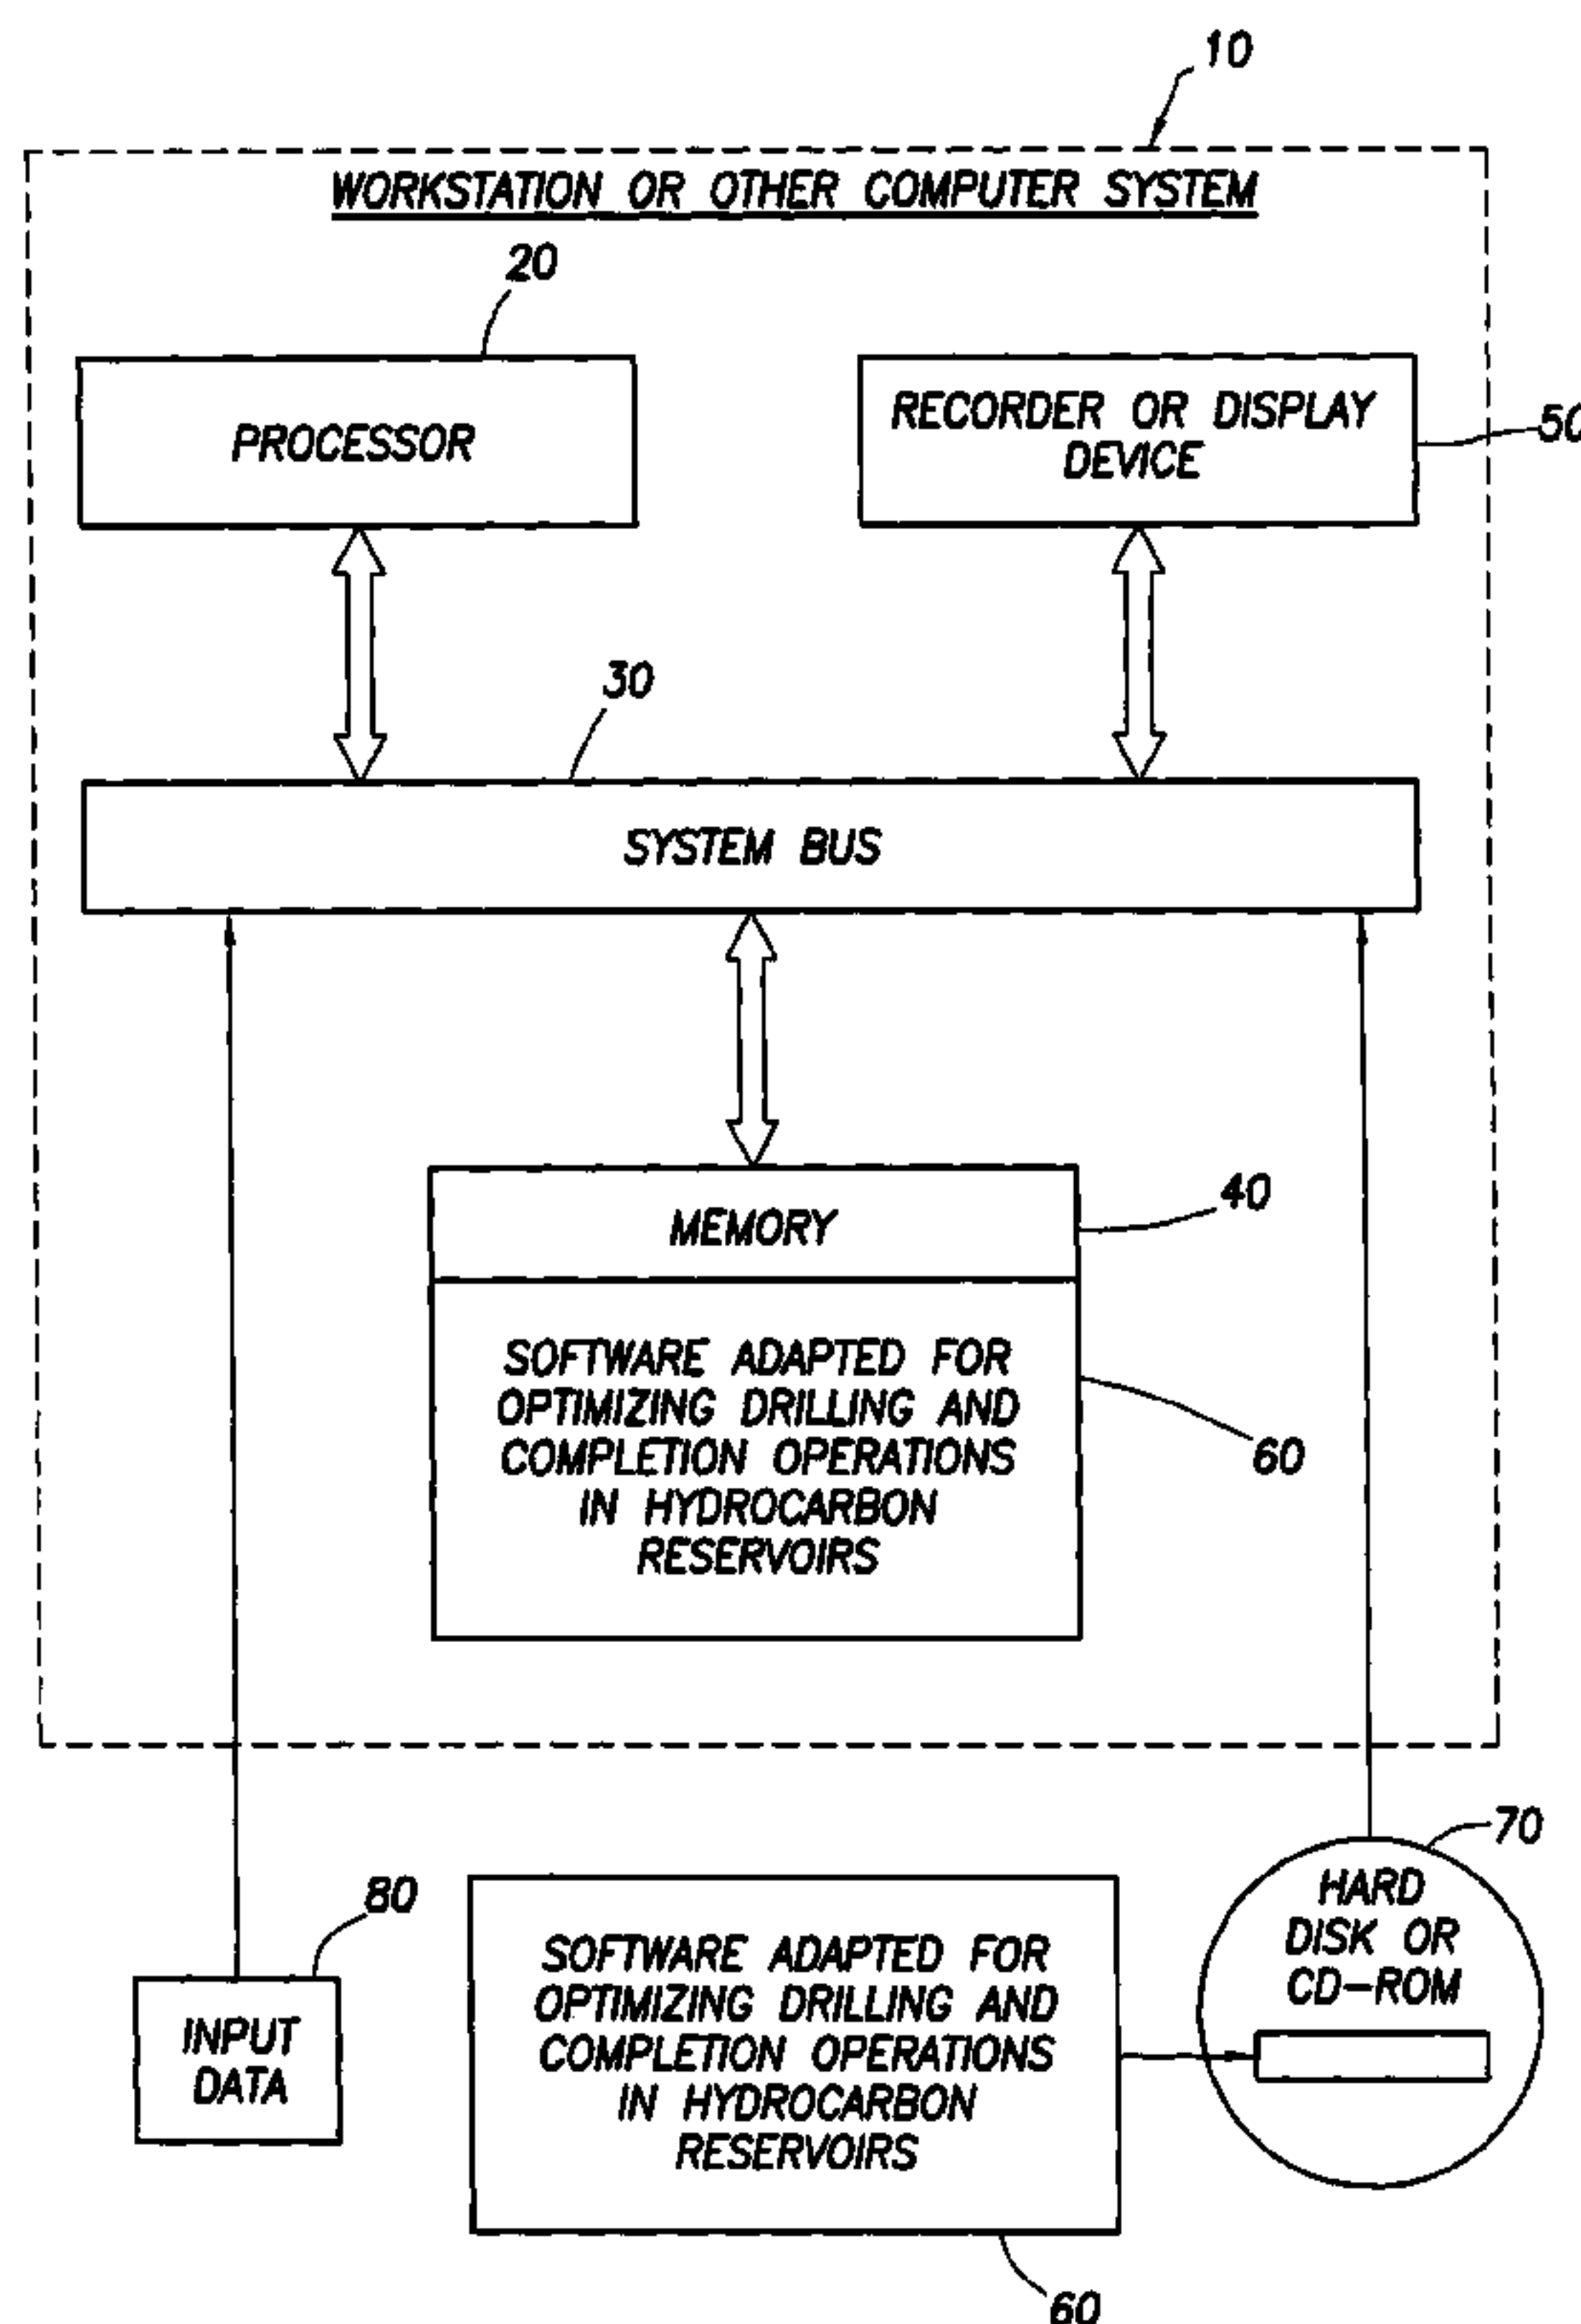 10
WORKSTATION OR OTHER COMPUTER SYSTEM
20
PROCESSOR
RECORDER OR DISPLAY
DEVICE
50
30
SYSTEM BUS
MEMORY
40
SOFTWARE ADAPTED FOR
OPTIMIZING DRILLING AND
COMPLETION OPERATIONS
IN HYDROCARBON
RESERVOIRS
60
70
HARD
DISK OR
CD-ROM
80
INPUT
DATA
SOFTWARE ADAPTED FOR
OPTIMIZING DRILLING AND
COMPLETION OPERATIONS
IN HYDROCARBON
RESERVOIRS
60